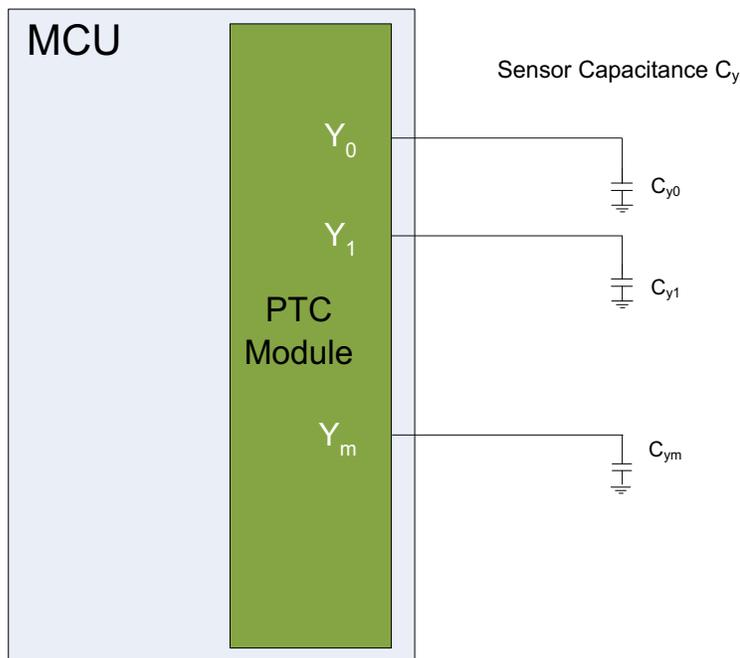 MCU
Sensor Capacitance Cy
Y0
Cy0
Y1
Cy1
PTC
Module
Ym
Cym